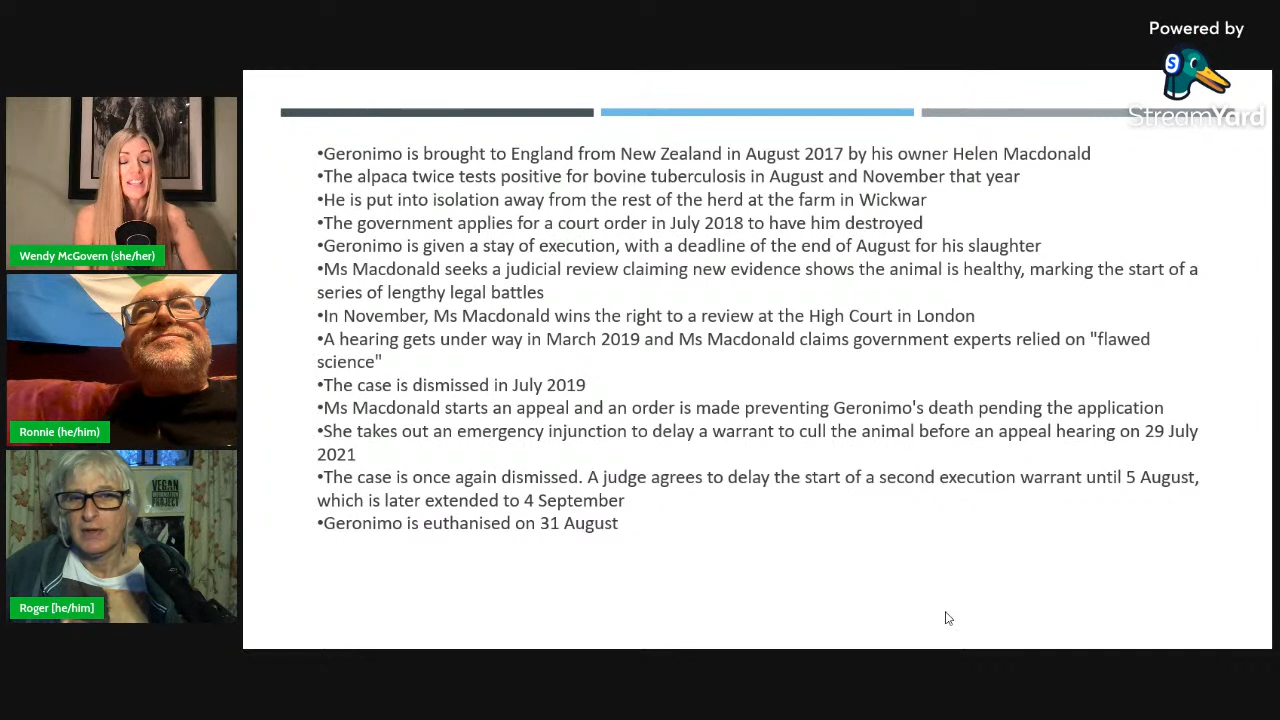 Powered by
StreamYard
•Geronimo is brought to England from New Zealand in August 2017 by his owner Helen Macdonald
•The alpaca twice tests positive for bovine tuberculosis in August and November that year
•He is put into isolation away from the rest of the herd at the farm in Wickwar
•The government applies for a court order in July 2018 to have him destroyed
•Geronimo is given a stay of execution, with a deadline of the end of August for his slaughter
•Ms Macdonald seeks a judicial review claiming new evidence shows the animal is healthy, marking the start of a
series of lengthy legal battles
•In November, Ms Macdonald wins the right to a review at the High Court in London
•A hearing gets under way in March 2019 and Ms Macdonald claims government experts relied on "flawed
science"
•The case is dismissed in July 2019
•Ms Macdonald starts an appeal and an order is made preventing Geronimo's death pending the application
•She takes out an emergency injunction to delay a warrant to cull the animal before an appeal hearing on 29 July
2021
•The case is once again dismissed. A judge agrees to delay the start of a second execution warrant until 5 August,
which is later extended to 4 September
•Geronimo is euthanised on 31 August
Wendy McGovern (she/her)
Ronnie (he/him)
VEGAN
INFORMATION
PROJECT
Roger [he/him]